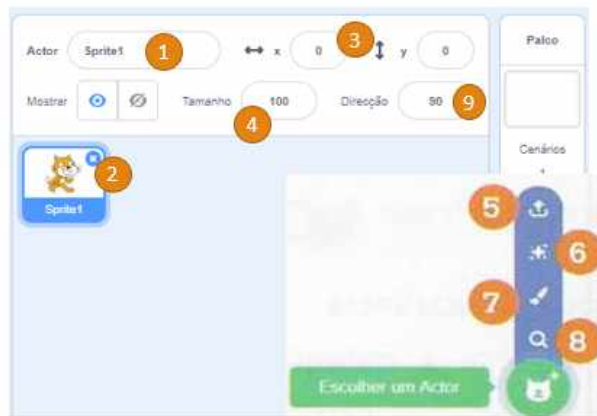 Actor Sprite1 1 x 0 3 y 0 Palco
Mostrar Tamanho 100 Direcção 90 9
4
Cenários
1
2
Sprite1
5
6
7
8
Escolher um Actor